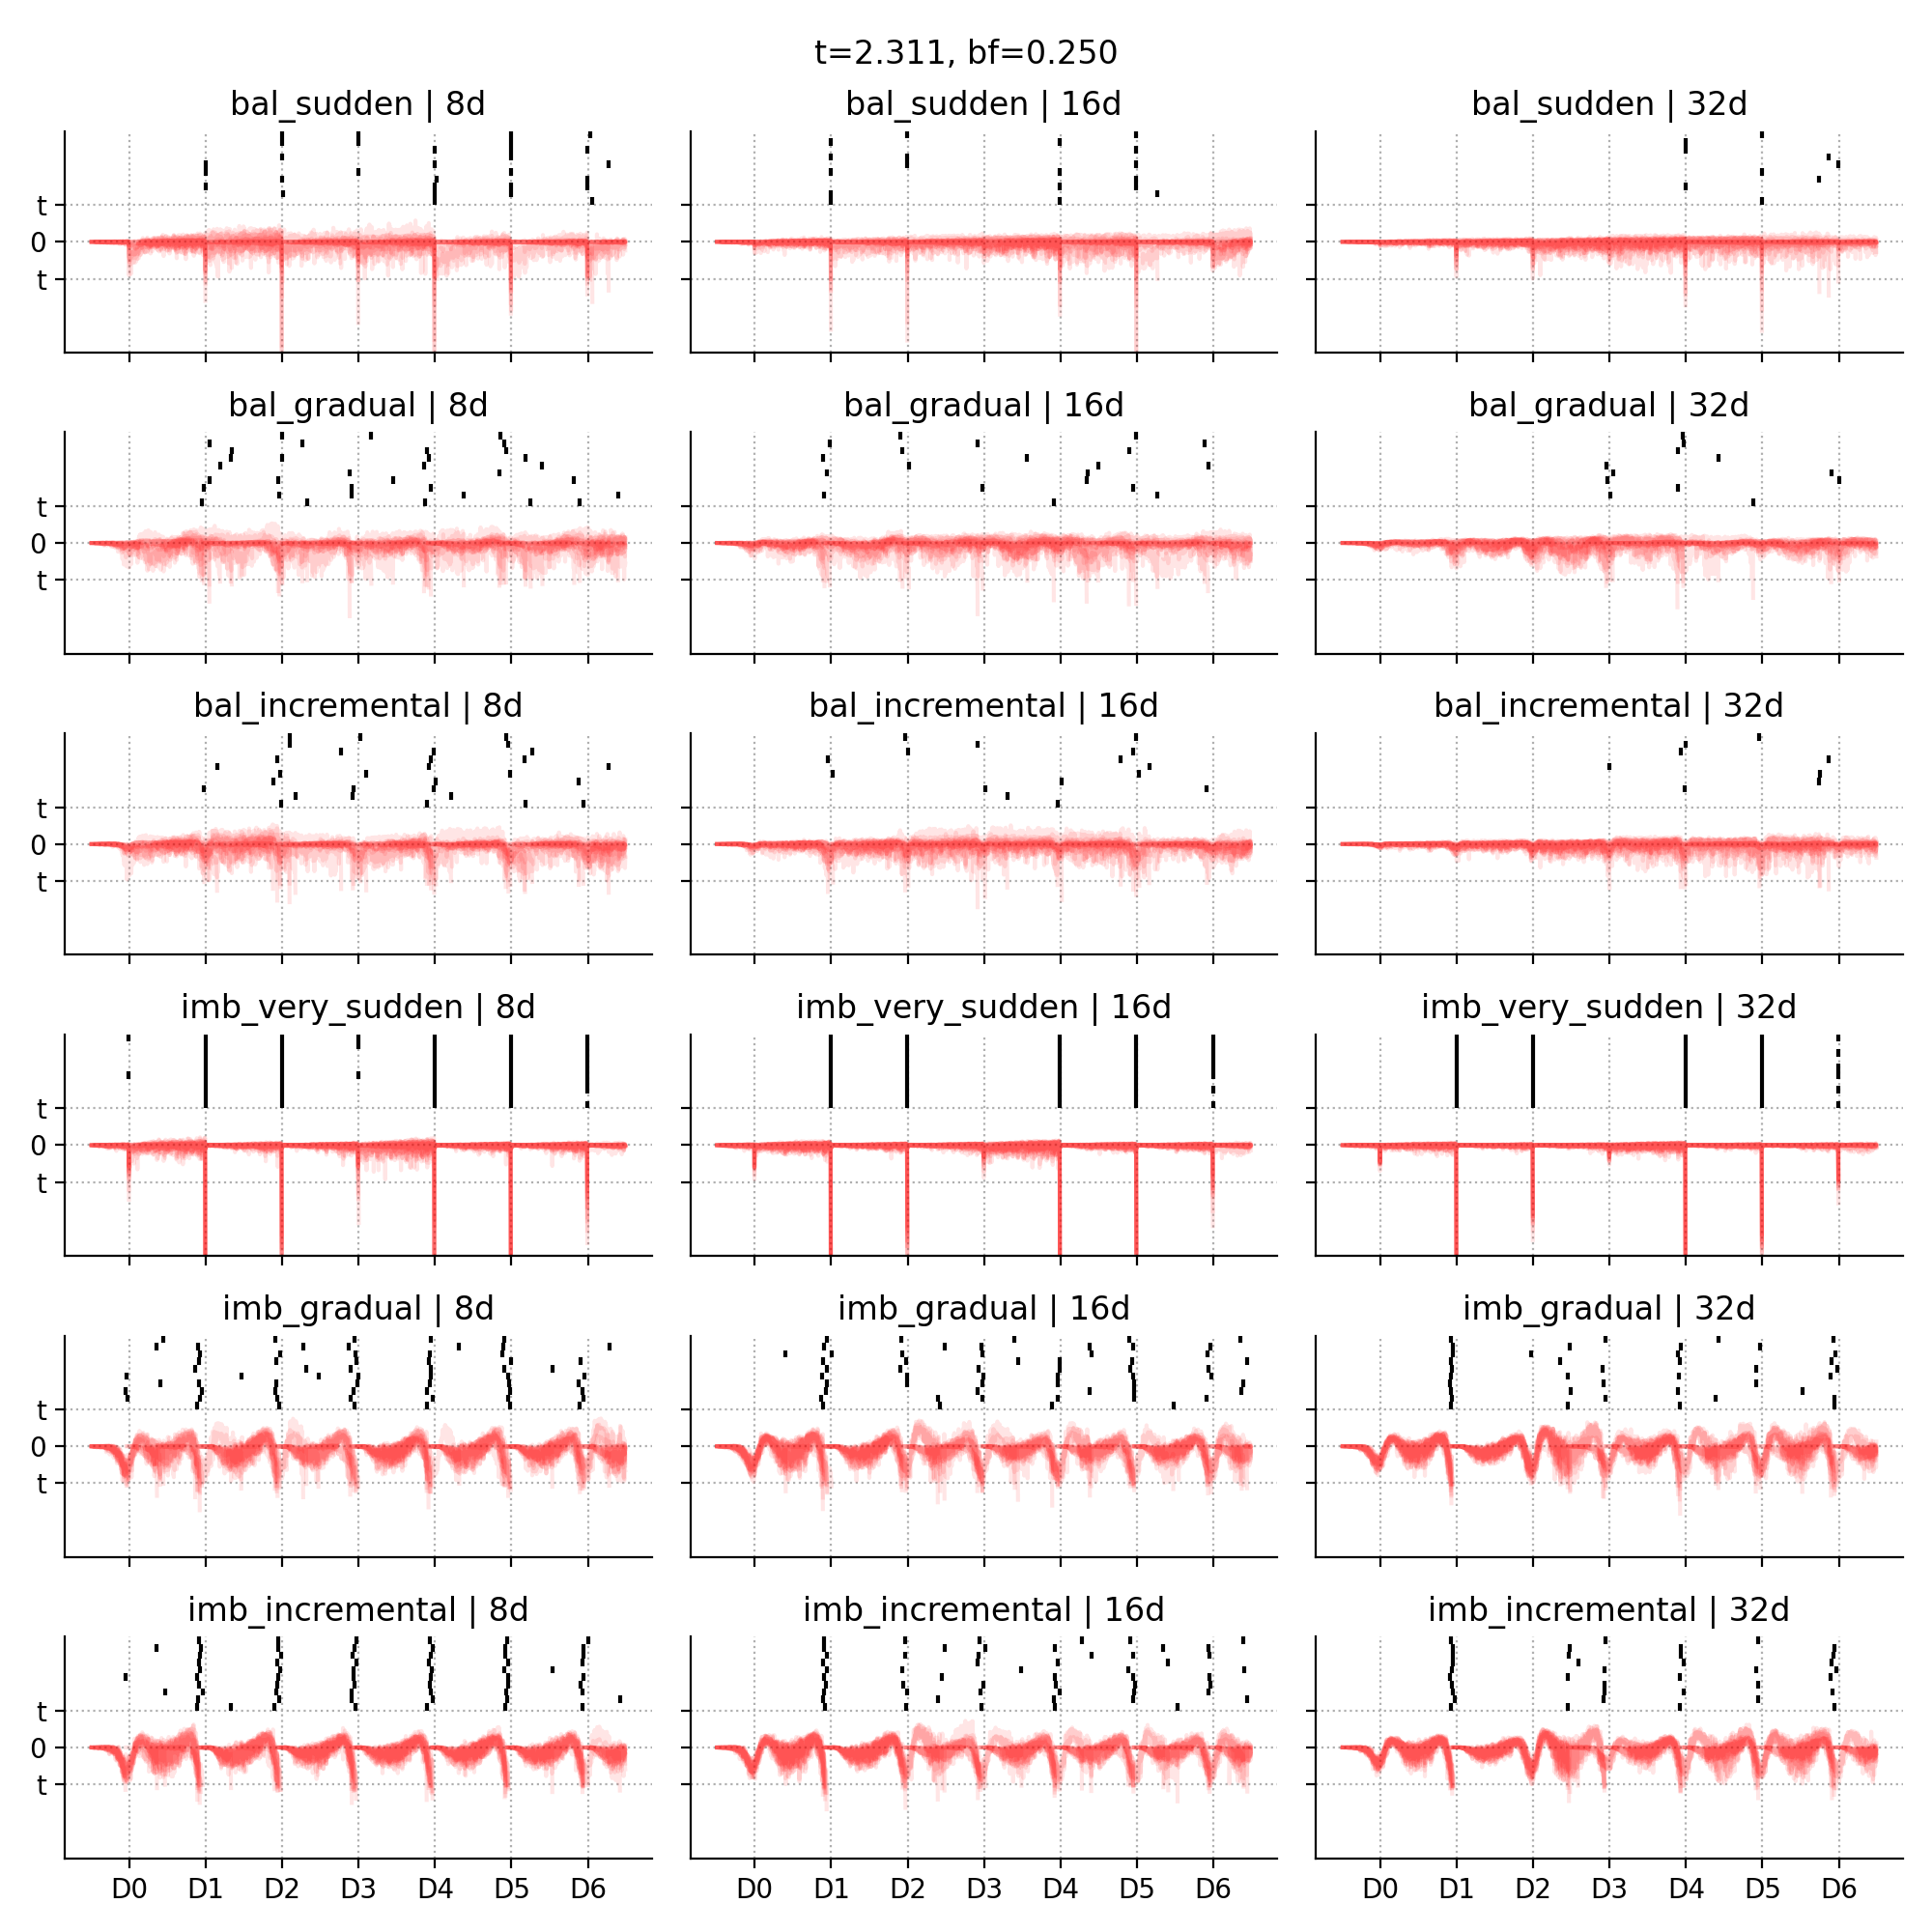 t=2.311, bf=0.250
bal_sudden | 8d
bal_sudden | 16d
bal_sudden | 32d
t
0
t
bal_gradual | 8d
bal_gradual | 16d
bal_gradual | 32d
t
0
t
bal_incremental | 8d
bal_incremental | 16d
bal_incremental | 32d
t
0
t
imb_very_sudden | 8d
imb_very_sudden | 16d
imb_very_sudden | 32d
t
0
t
imb_gradual | 8d
imb_gradual | 16d
imb_gradual | 32d
t
0
t
imb_incremental | 8d
imb_incremental | 16d
imb_incremental | 32d
t
0
t
D0 D1 D2 D3 D4 D5 D6
D0 D1 D2 D3 D4 D5 D6
D0 D1 D2 D3 D4 D5 D6